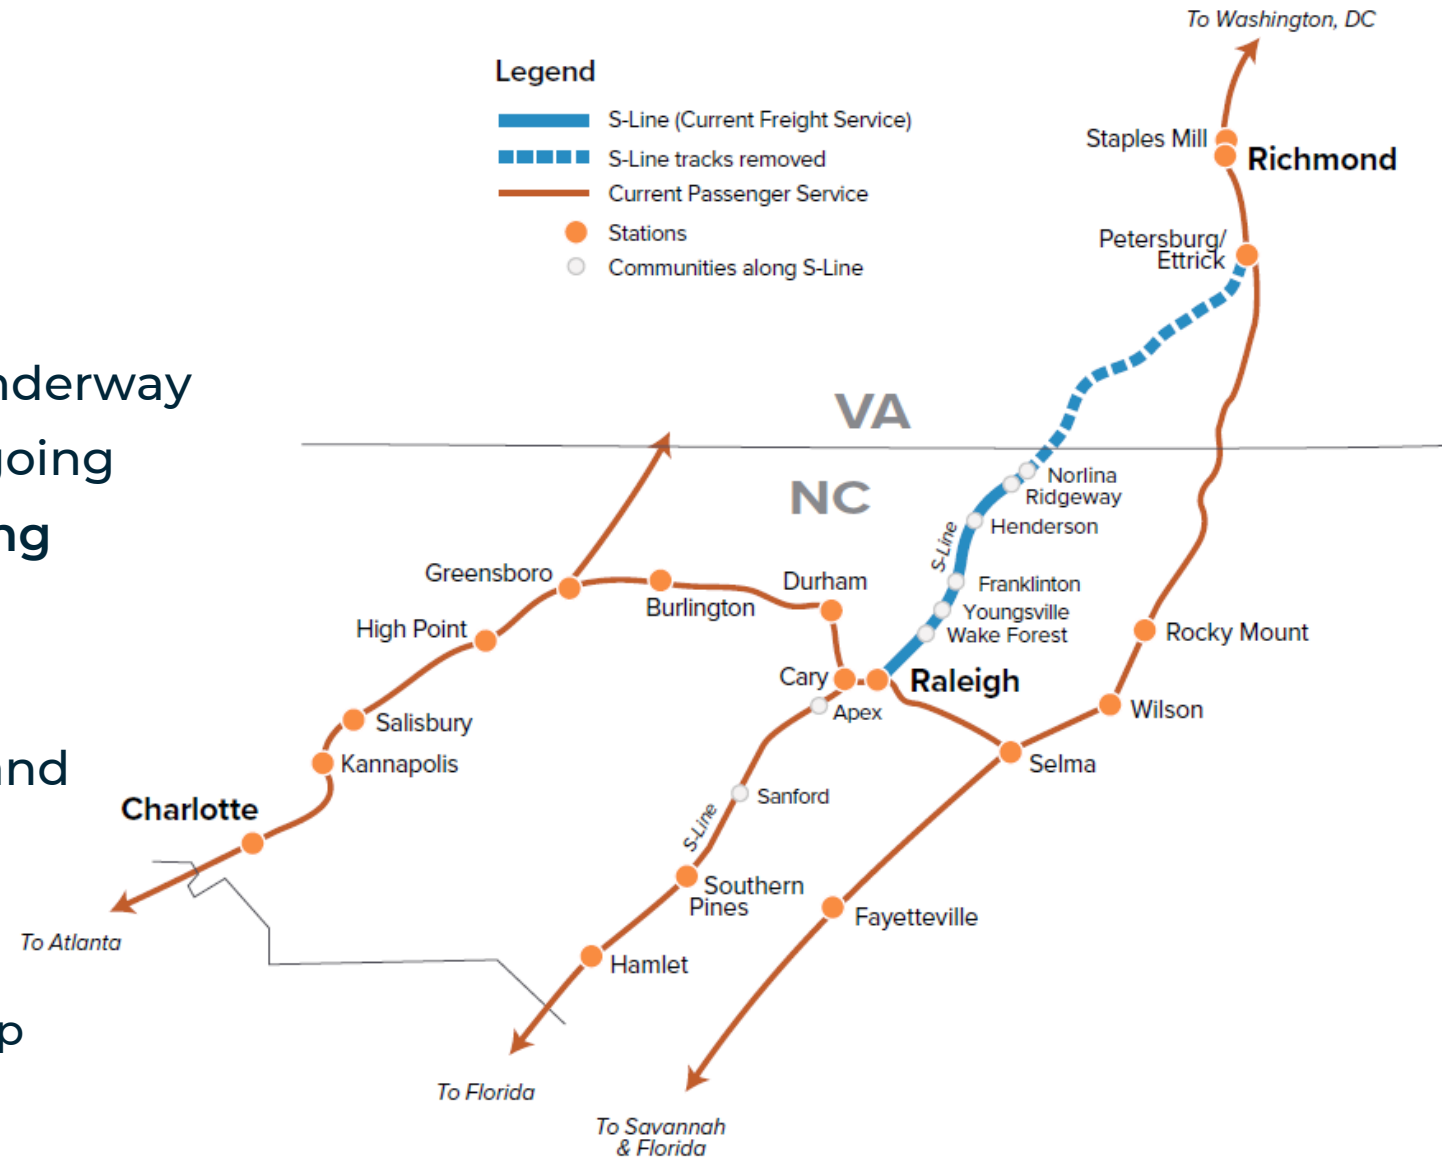 To Washington, DC
Legend
S-Line (Current Freight Service)
S-Line tracks removed
Current Passenger Service
Stations
Communities along S-Line
Staples Mill
Richmond
Petersburg/
Ettrick
nderway
going
ng
and
p
VA
NC
Norlina
Ridgeway
Henderson
S-Line
Franklinton
Youngsville
Wake Forest
Greensboro
Burlington
Durham
High Point
Rocky Mount
Cary
Raleigh
Apex
Wilson
Salisbury
Kannapolis
Selma
Charlotte
Sanford
S-Line
Southern
Pines
Fayetteville
To Atlanta
Hamlet
To Florida
To Savannah
& Florida